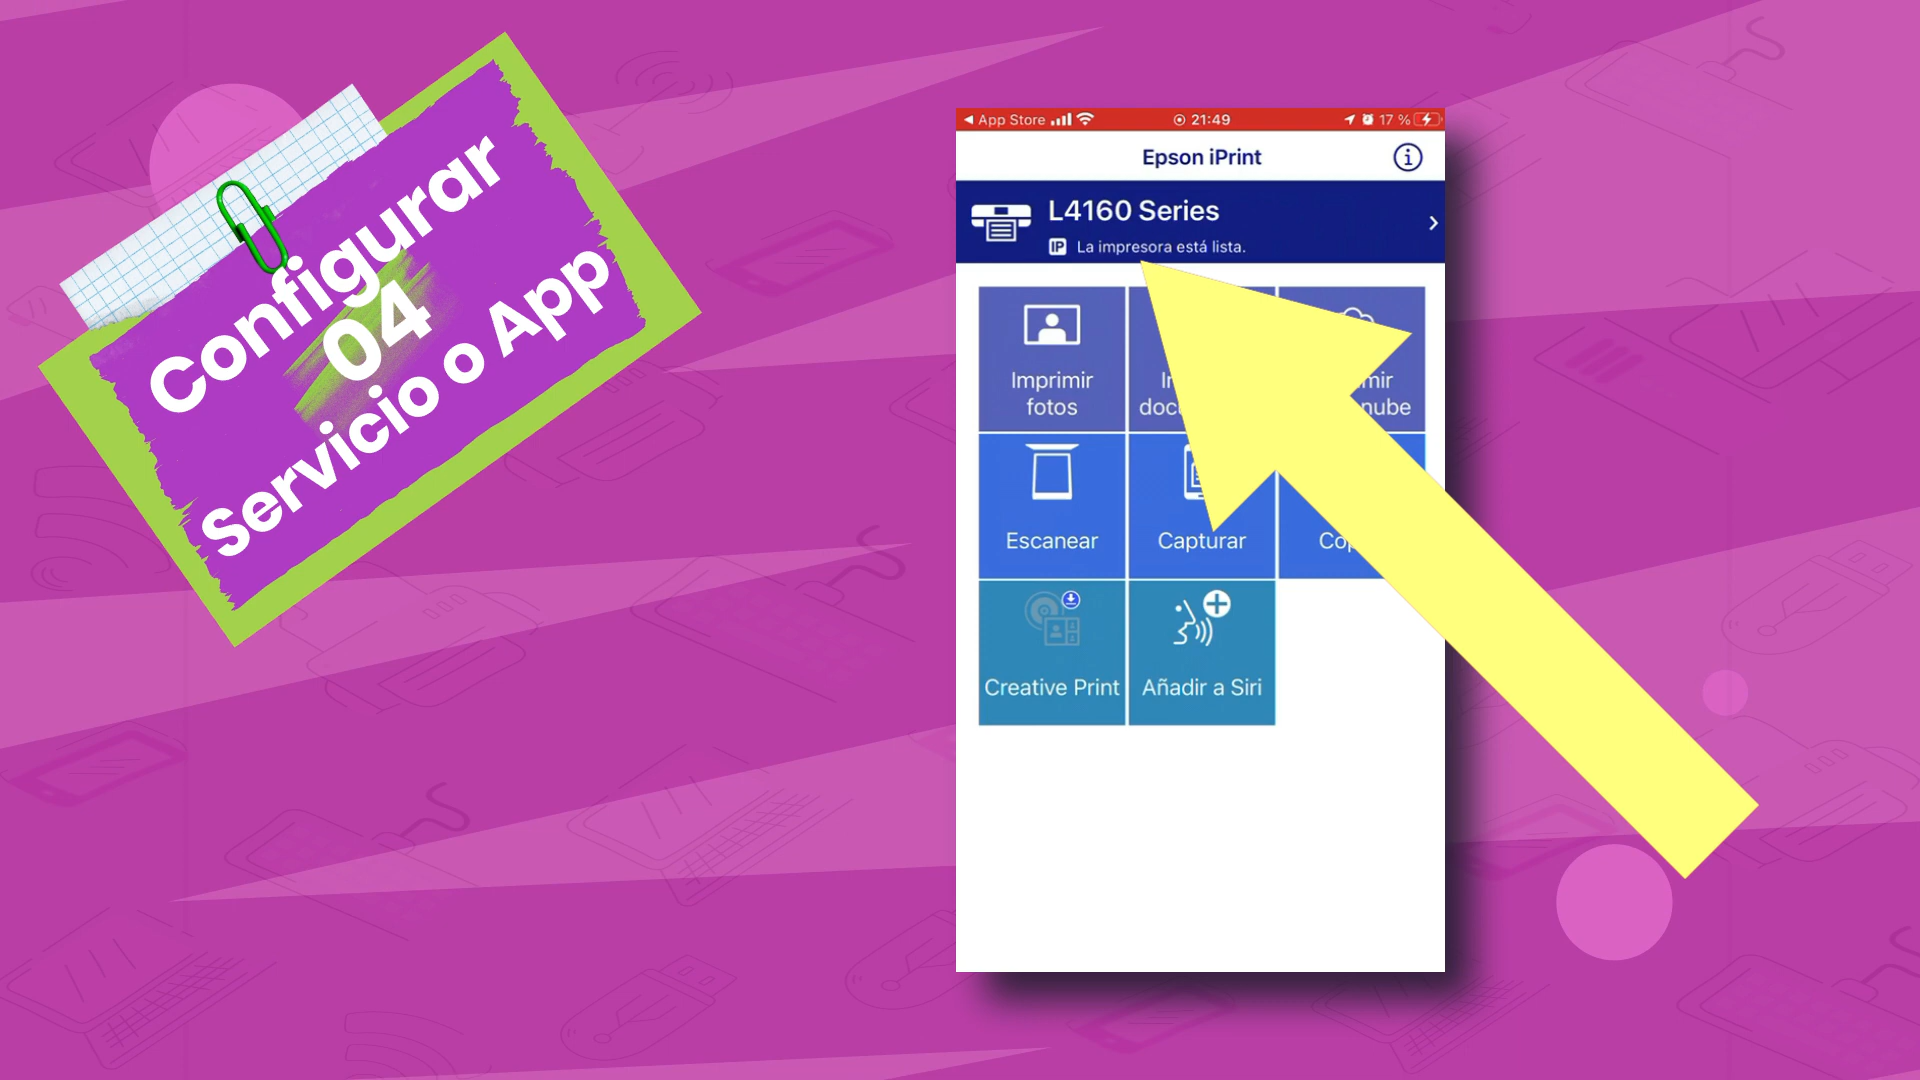 Configurar
04
Servicio o App
App Store 21:49 17 %
Epson iPrint
L4160 Series
IP La impresora está lista.
Imprimir
fotos
Escanear
Capturar
Creative Print
Añadir a Siri